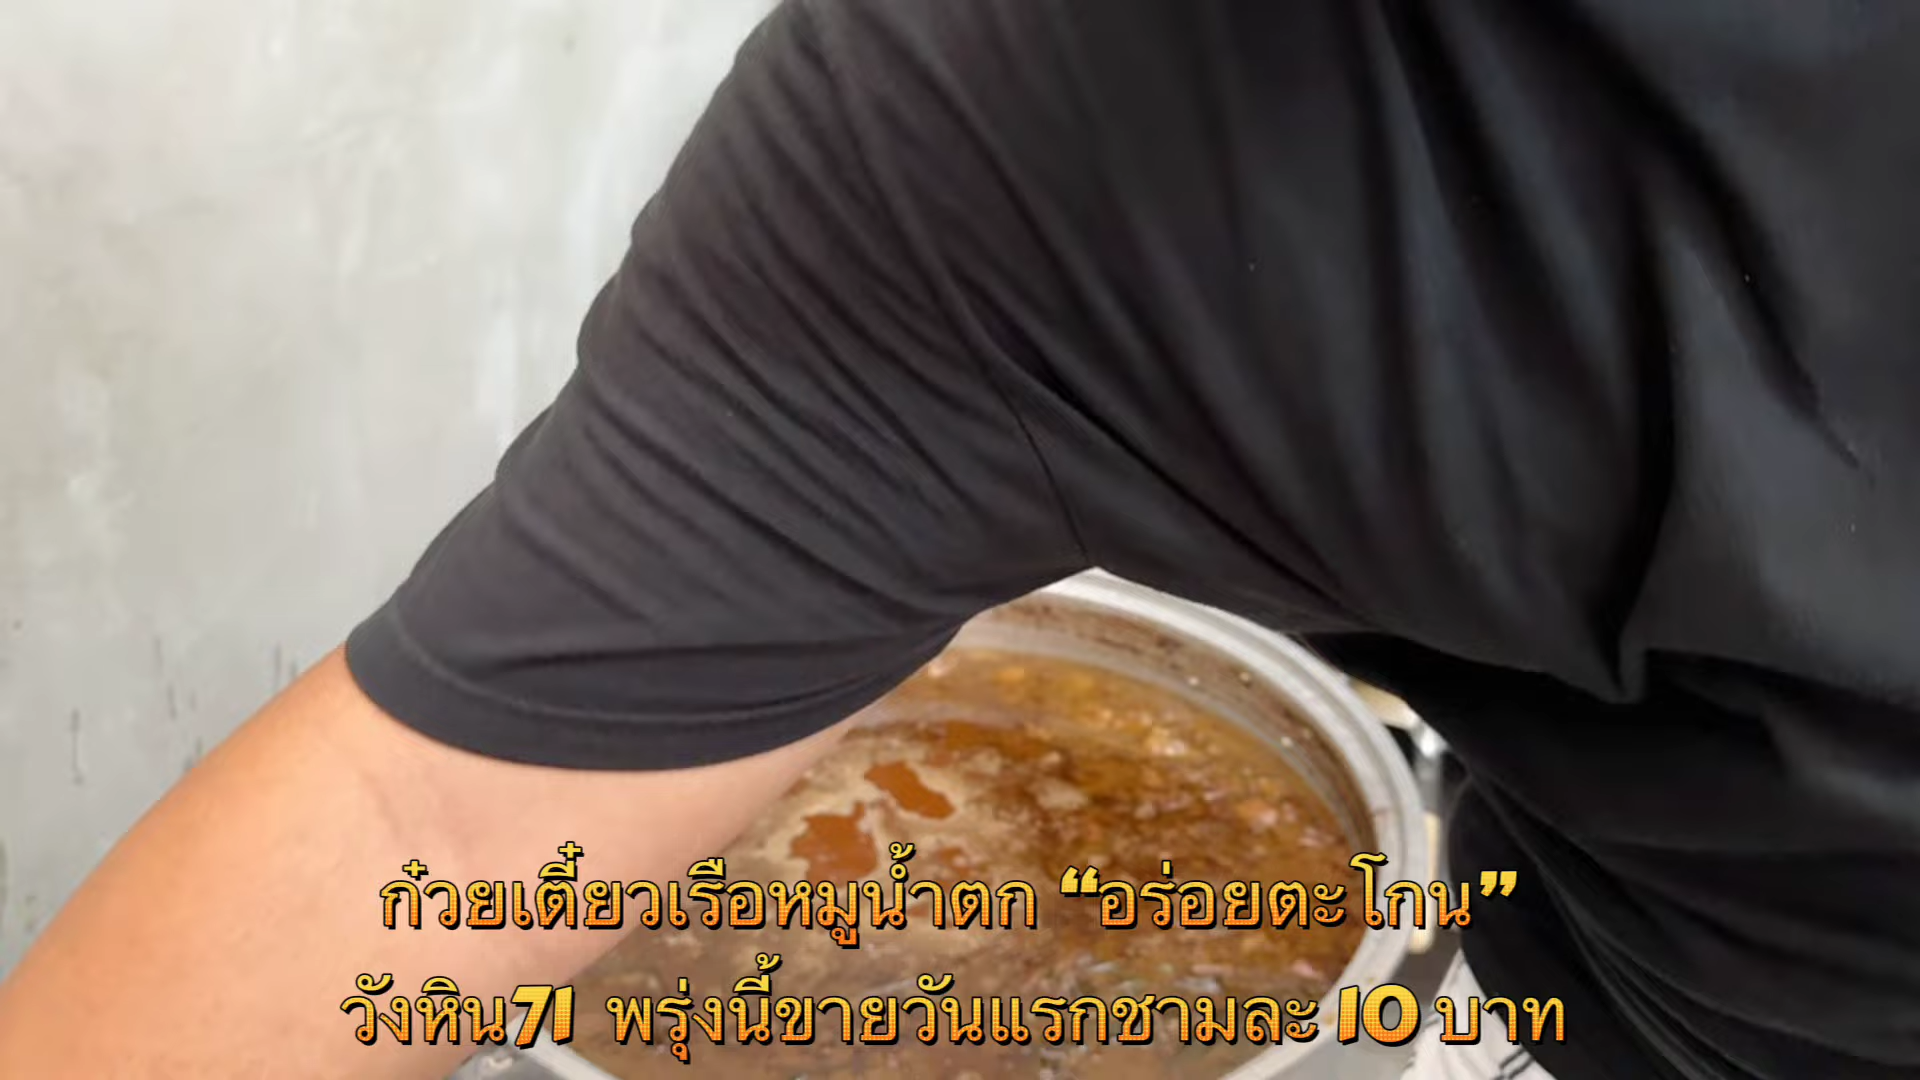 ก๋วยเตี๋ยวเรือหมูน้ำตก “อร่อยตะโกน”
วังหิน71 พรุ่งนี้ขายวันแรกชามละ 10 บาท